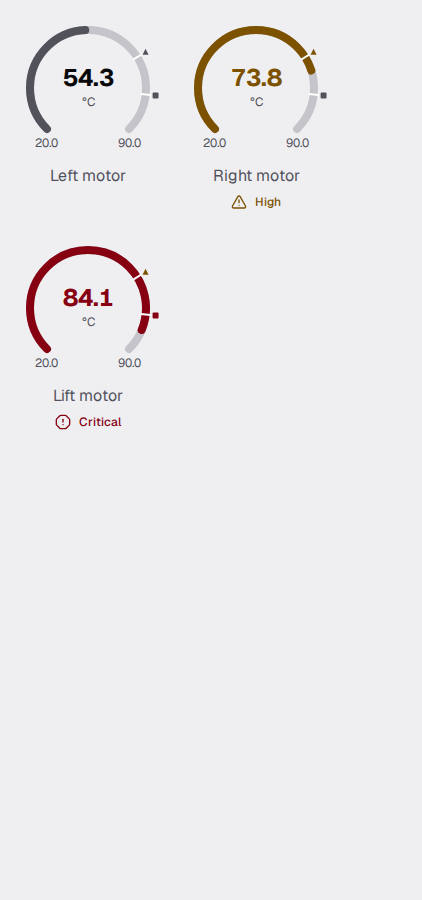 54.3
°C
20.0 90.0
Left motor
73.8
°C
20.0 90.0
Right motor
High
84.1
°C
20.0 90.0
Lift motor
Critical